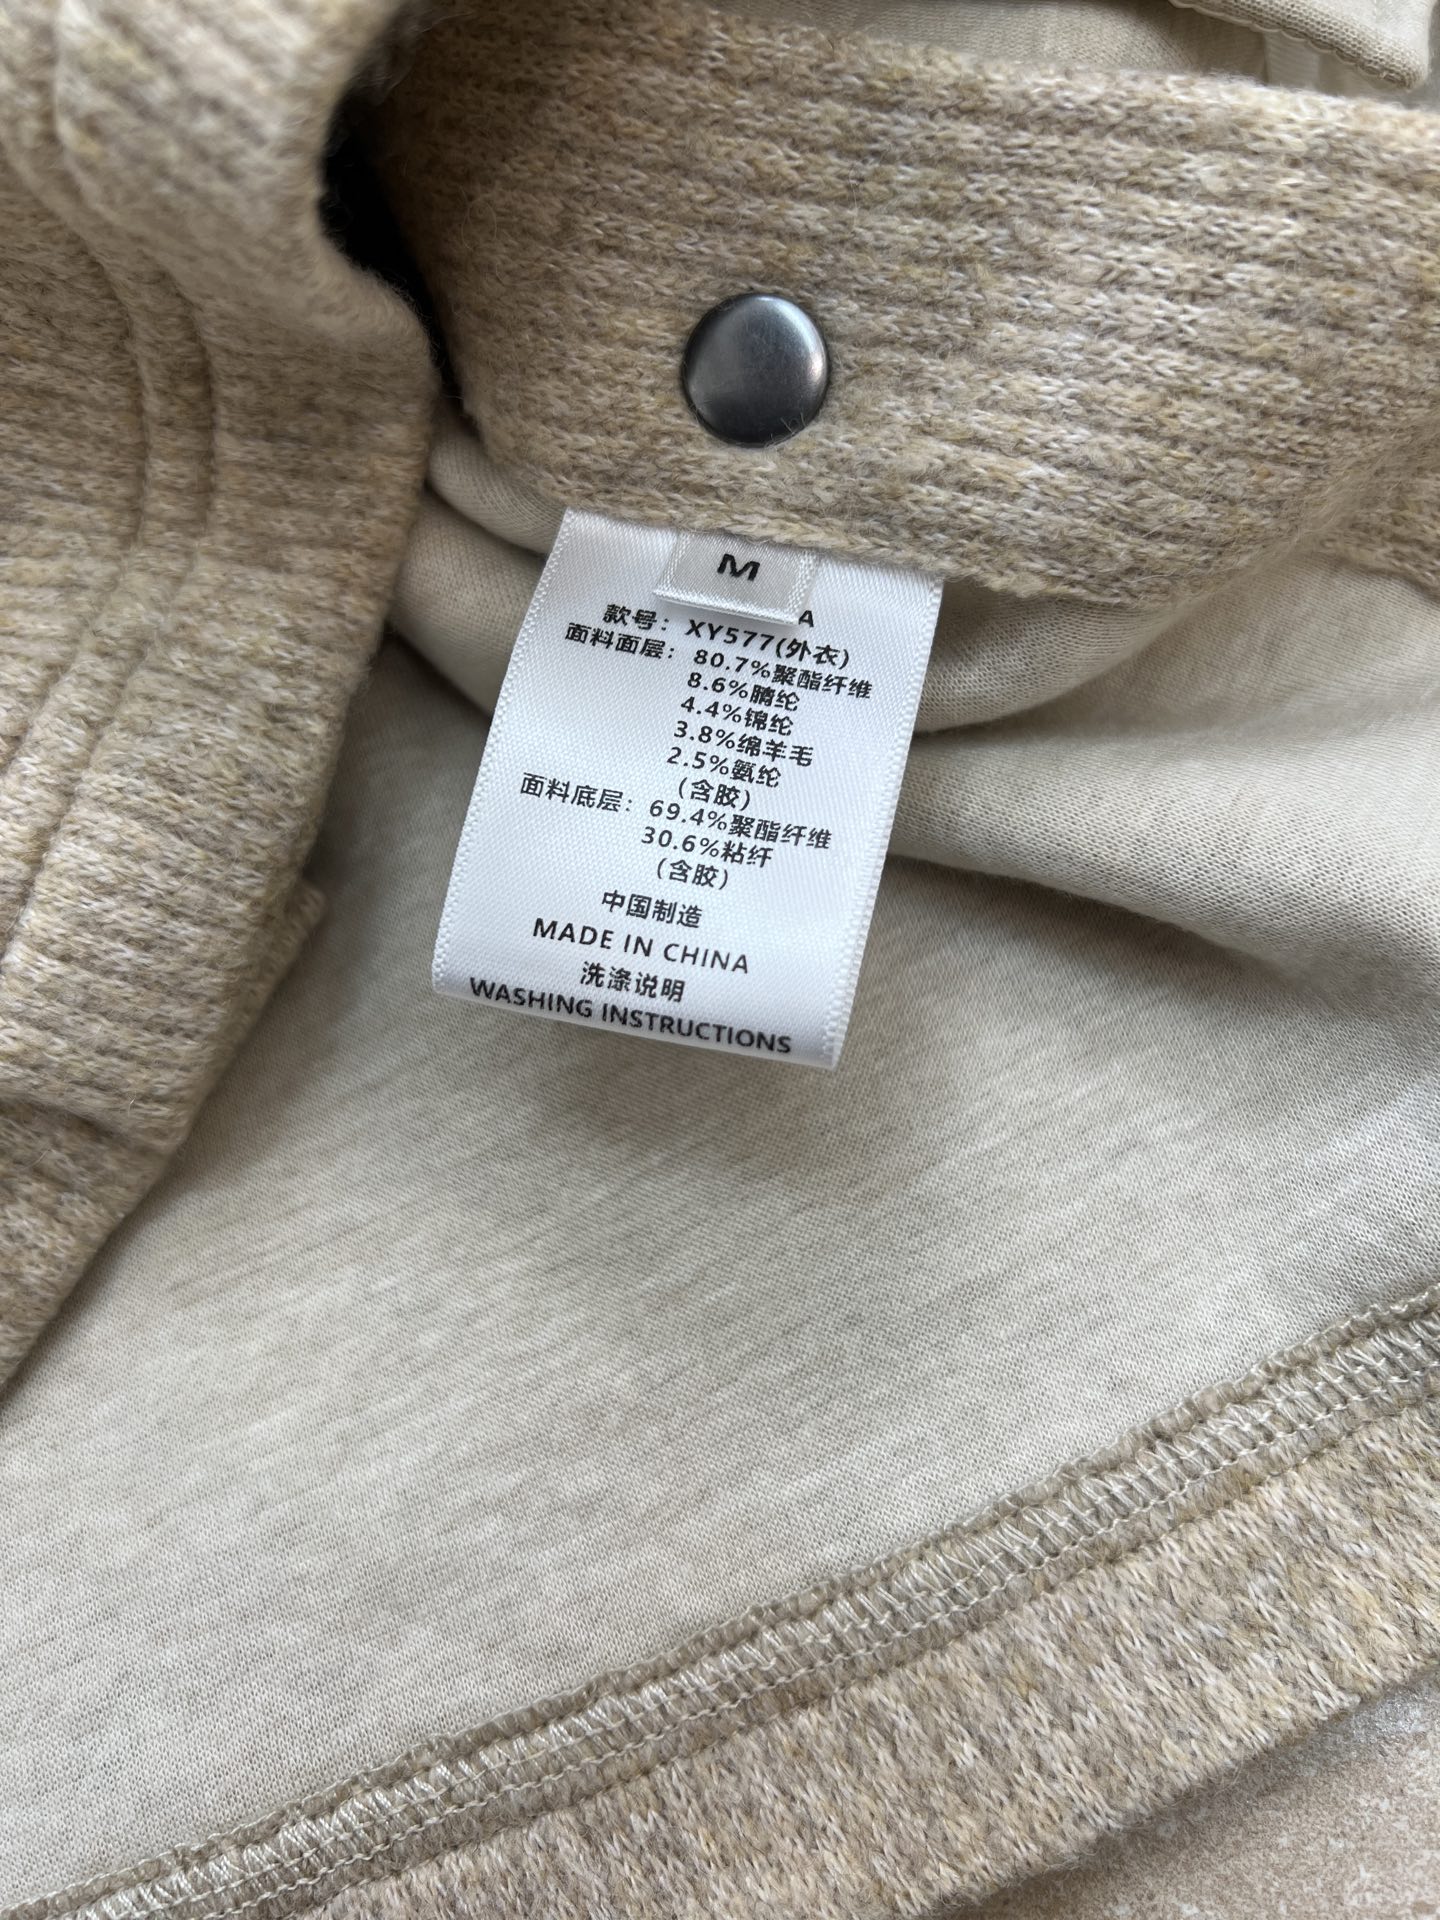 M
A
款号：XY577(外衣)
面料面层：80.7%聚酯纤维
8.6%腈纶
4.4%锦纶
3.8%绵羊毛
2.5%氨纶
(含胶)
面料底层：69.4%聚酯纤维
30.6%粘纤
(含胶)
中国制造
MADE IN CHINA
洗涤说明
WASHING INSTRUCTIONS